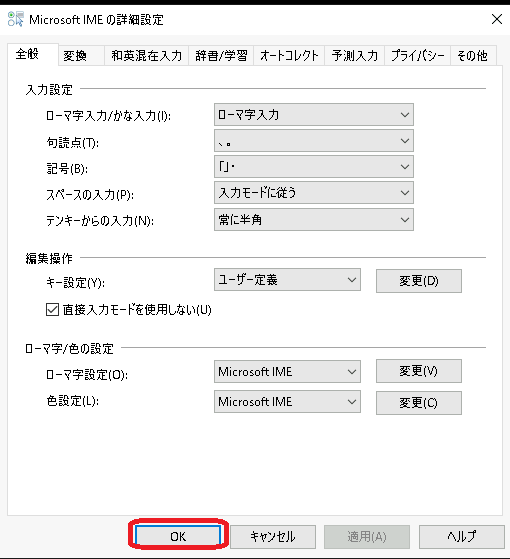 Microsoft IME の詳細設定
全般 変換 和英混在入力 辞書/学習 オートコレクト 予測入力 プライバシー その他
入力設定
ローマ字入力/かな入力(I): ローマ字入力
句読点(T): 、。
記号(B): 「」・
スペースの入力(P): 入力モードに従う
テンキーからの入力(N): 常に半角
編集操作
キー設定(Y): ユーザー定義 変更(D)
直接入力モードを使用しない(U)
ローマ字/色の設定
ローマ字設定(O): Microsoft IME 変更(V)
色設定(L): Microsoft IME 変更(C)
OK キャンセル 適用(A) ヘルプ